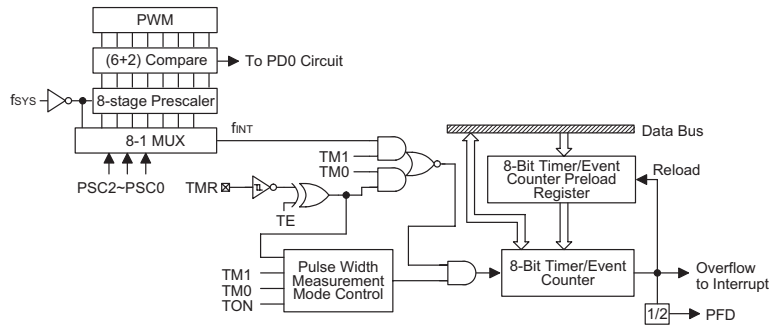 PWM
(6+2) Compare
To PD0 Circuit
fSYS
8-stage Prescaler
8-1 MUX
fINT
PSC2~PSC0
TMR
TE
TM1
TM0
Data Bus
8-Bit Timer/Event
Counter Preload
Register
Reload
TM1
TM0
TON
Pulse Width
Measurement
Mode Control
8-Bit Timer/Event
Counter
Overflow
to Interrupt
1/2
PFD